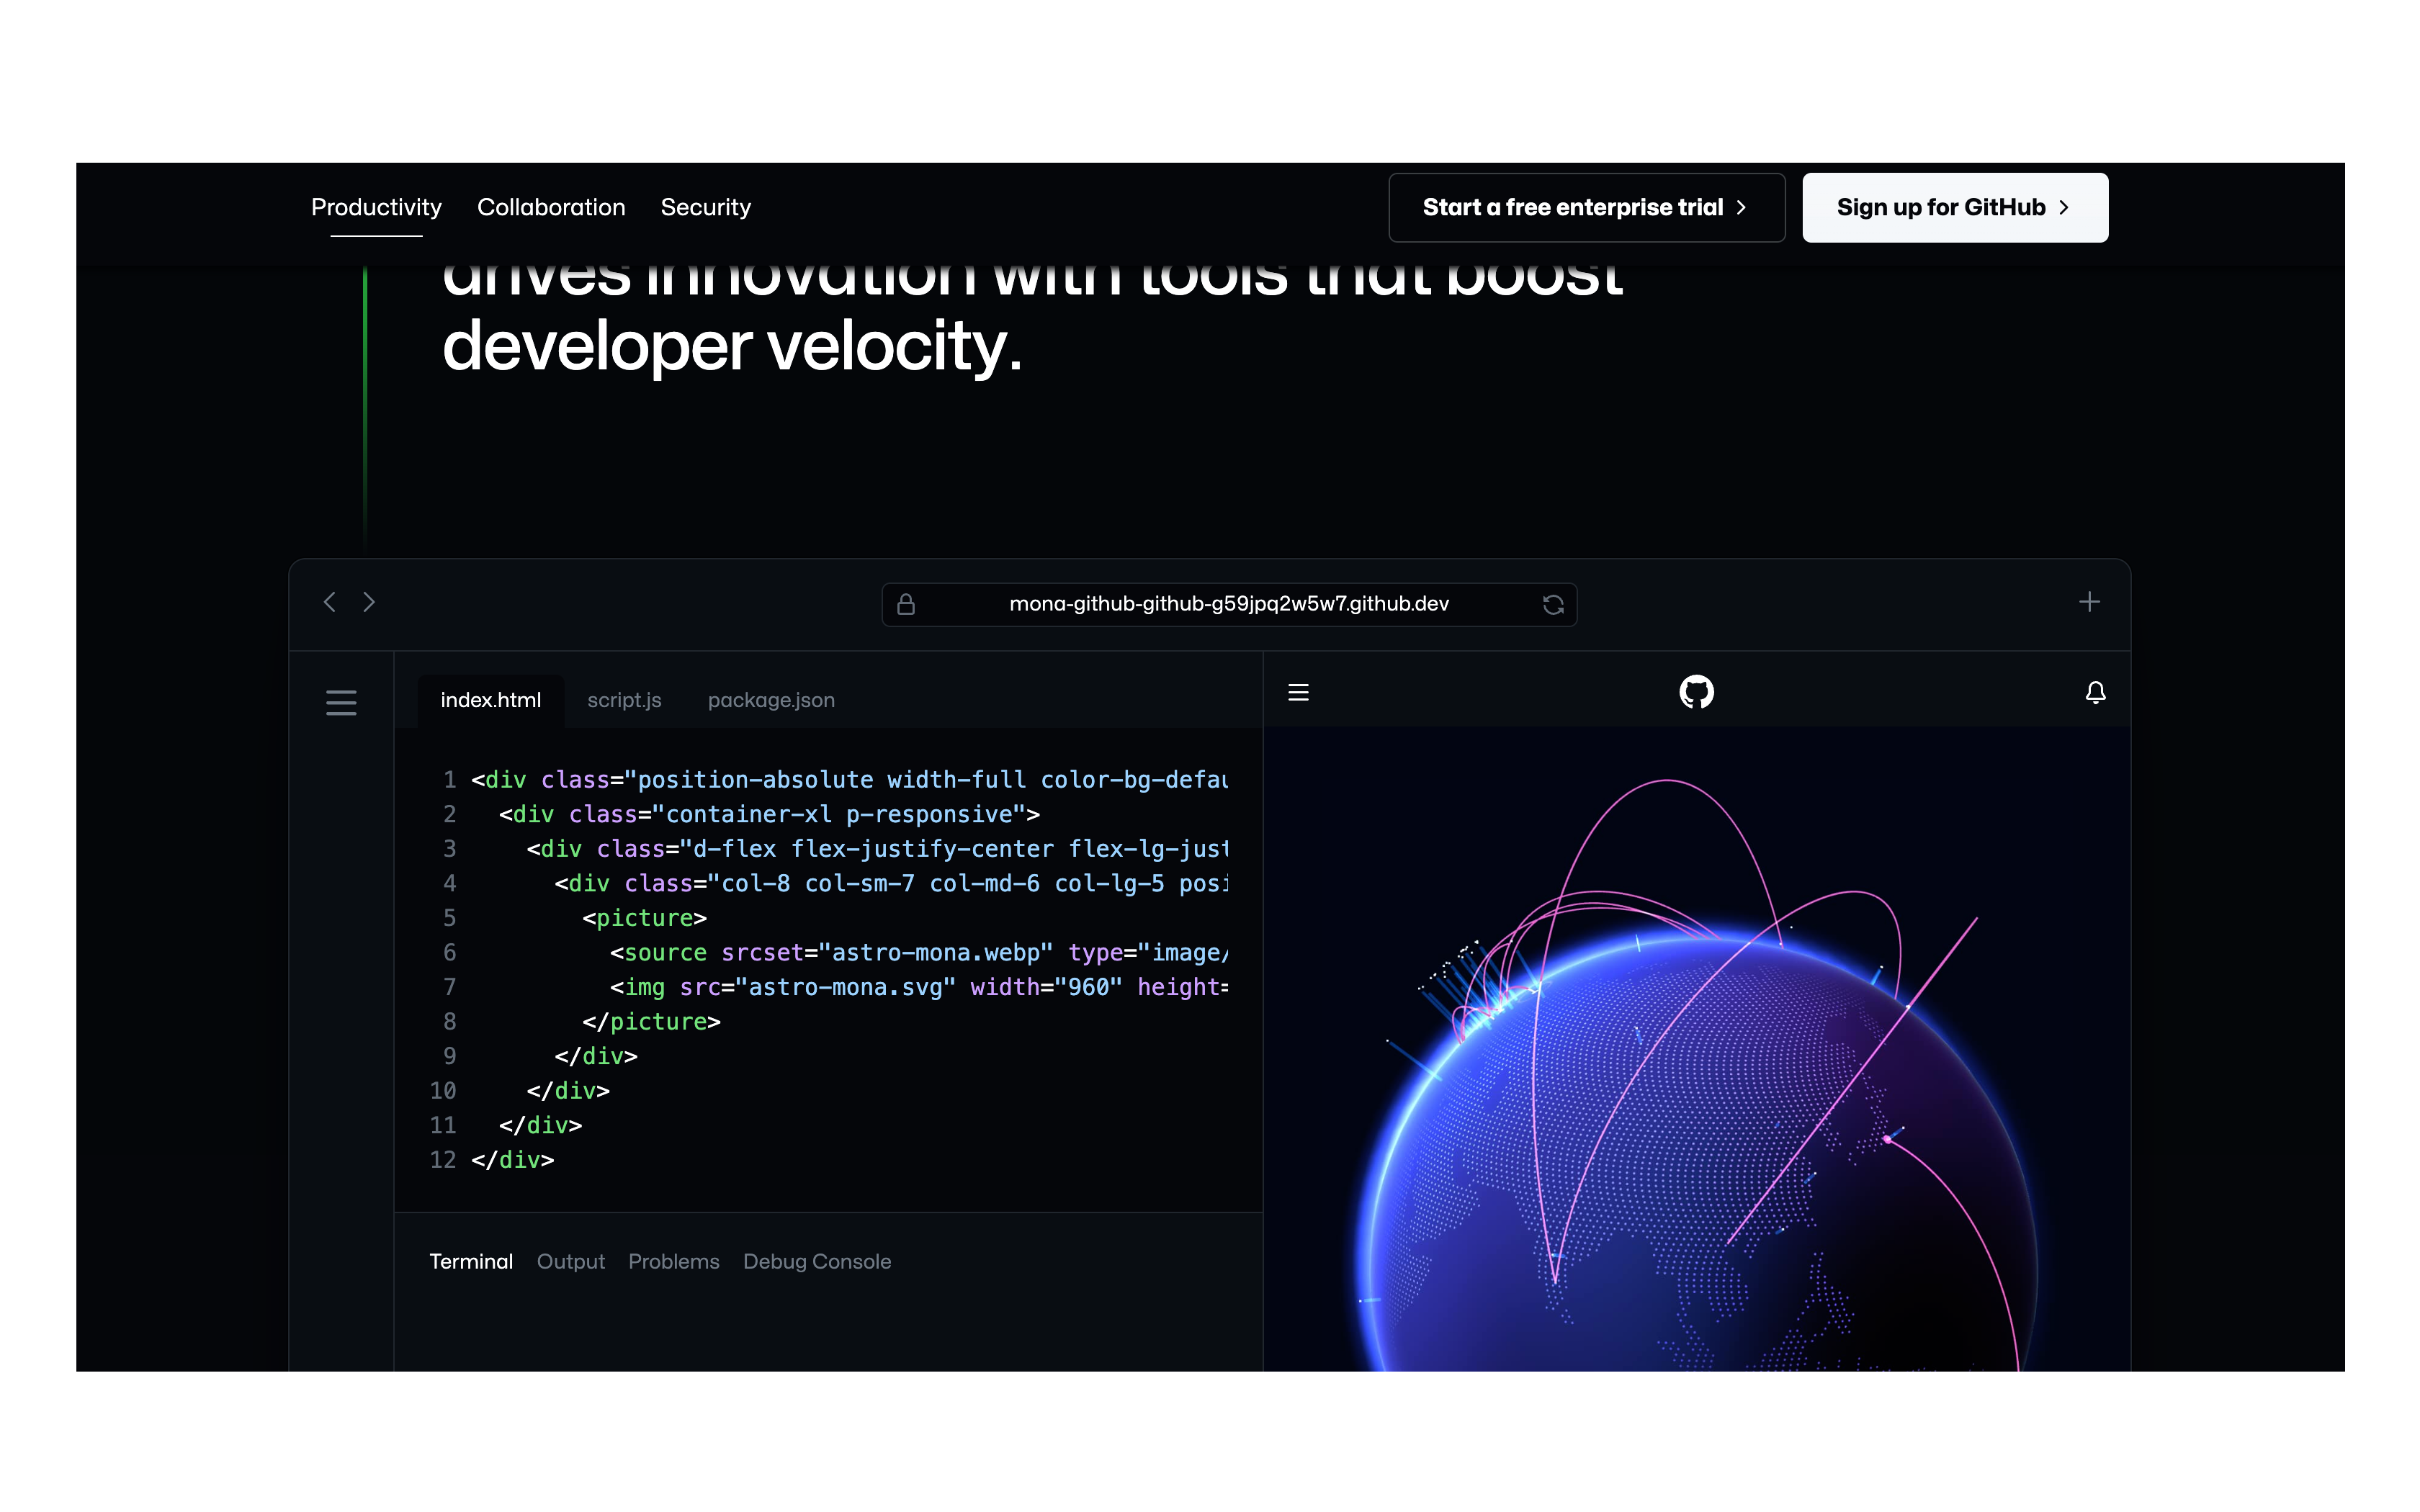 Productivity Collaboration Security Start a free enterprise trial Sign up for GitHub
drives innovation with tools that boost
developer velocity.
mona-github-github-g59jpq2w5w7.github.dev
index.html script.js package.json
1 <div class="position-absolute width-full color-bg-defau
2 <div class="container-xl p-responsive">
3 <div class="d-flex flex-justify-center flex-lg-just
4 <div class="col-8 col-sm-7 col-md-6 col-lg-5 posi
5 <picture>
6 <source srcset="astro-mona.webp" type="image/
7 <img src="astro-mona.svg" width="960" height=
8 </picture>
9 </div>
10 </div>
11 </div>
12 </div>
Terminal Output Problems Debug Console